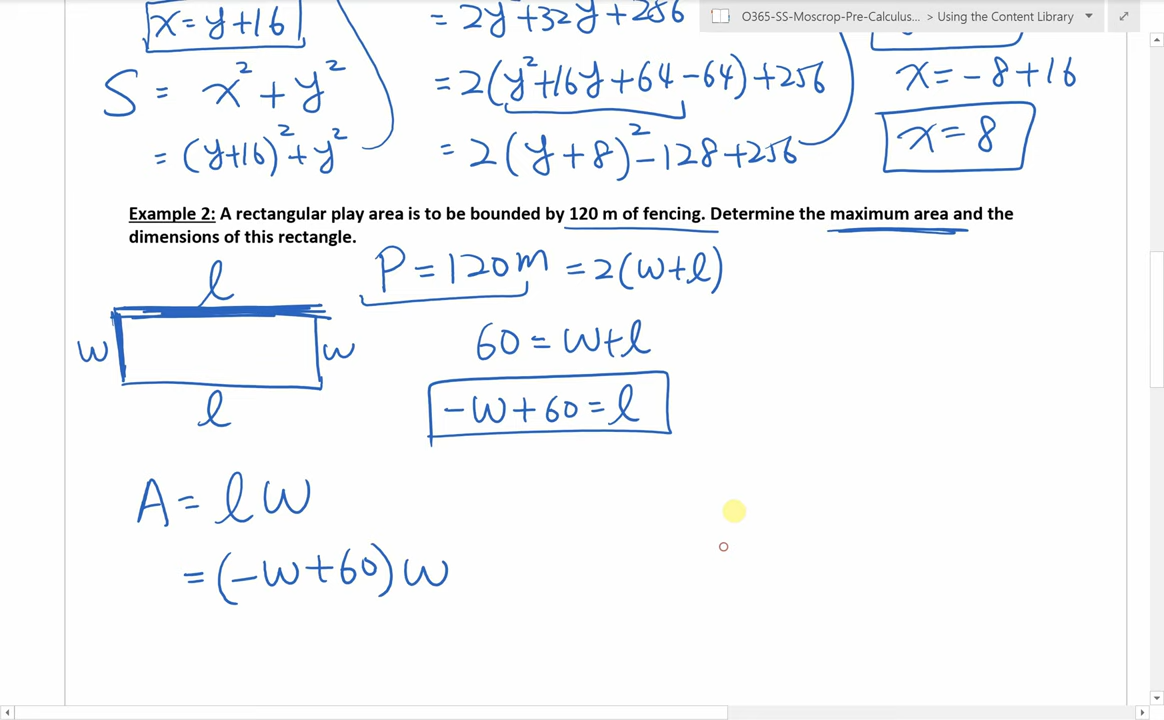 O365-SS-Moscrop-Pre-Calculus... > Using the Content Library
x = y+16
S = x² + y²
= (y+16)² + y²
= 2y²+32y+256
= 2(y²+16y+64-64)+256
= 2(y+8)²-128+256
x = -8+16
x = 8
Example 2: A rectangular play area is to be bounded by 120 m of fencing. Determine the maximum area and the
dimensions of this rectangle.
l
w
w
l
P = 120m = 2(w+l)
60 = w+l
-w+60 = l
A = lw
= (-w+60)w